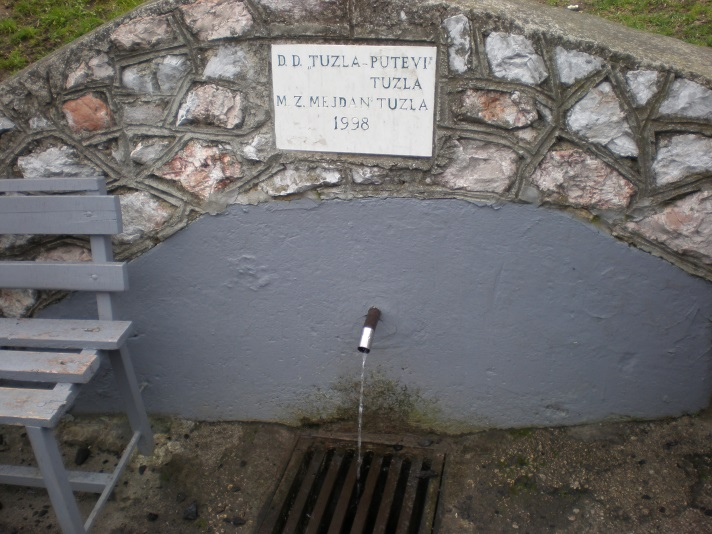 D.D. "TUZLA-PUTEVI"
TUZLA
M.Z. MEJDAN TUZLA
1998